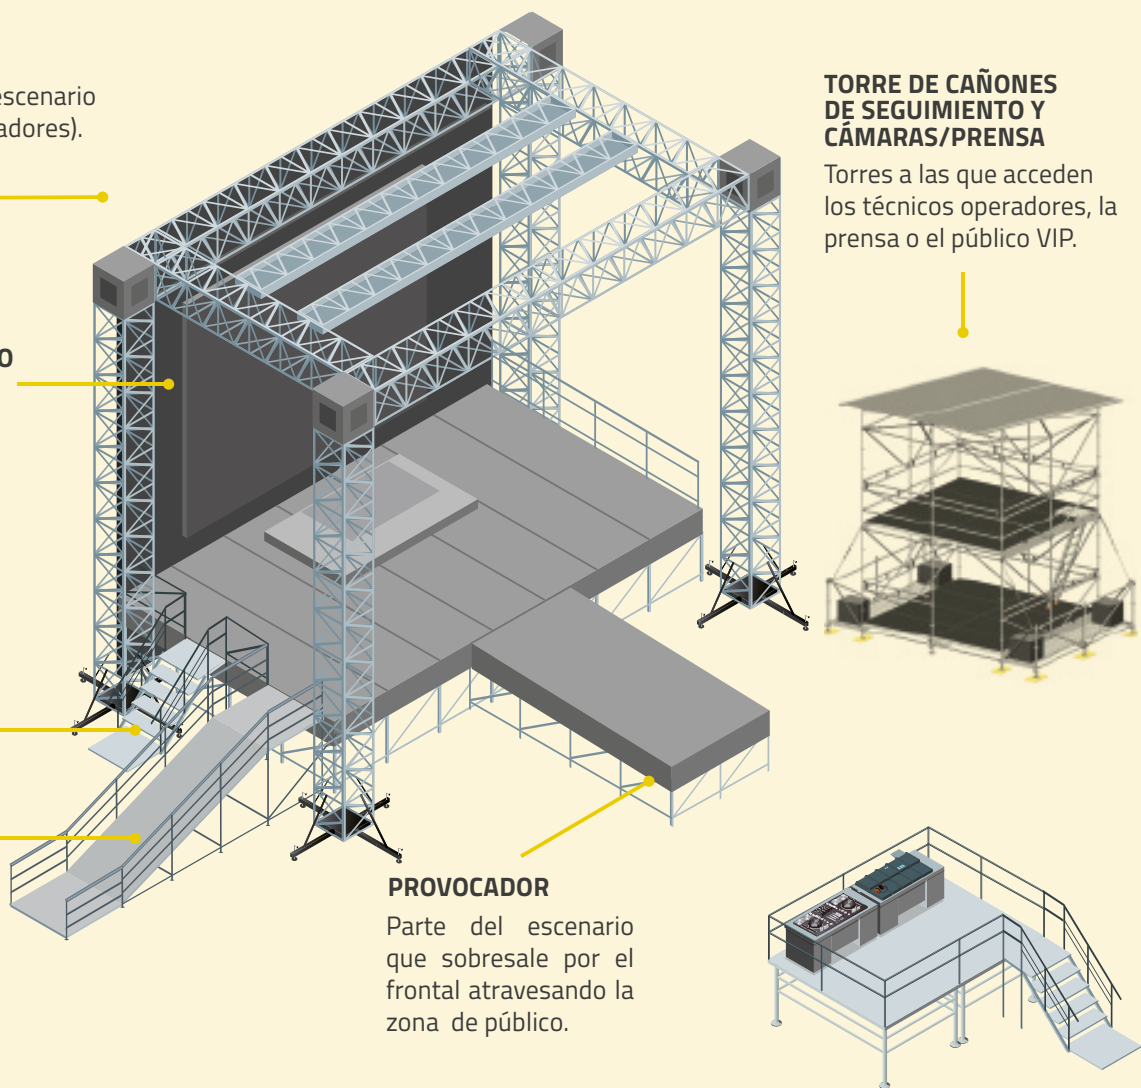 escenario
adores).
O
TORRE DE CAÑONES
DE SEGUIMIENTO Y
CÁMARAS/PRENSA
Torres a las que acceden
los técnicos operadores, la
prensa o el público VIP.
PROVOCADOR
Parte del escenario
que sobresale por el
frontal atravesando la
zona de público.